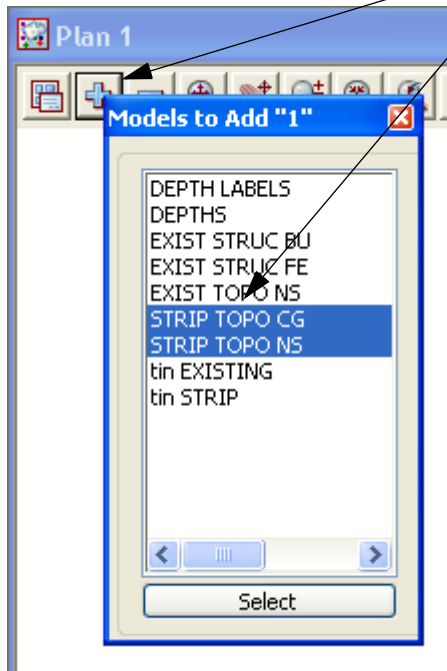 Plan 1
Models to Add "1"
DEPTH LABELS
DEPTHS
EXIST STRUC BU
EXIST STRUC FE
EXIST TOPO NS
STRIP TOPO CG
STRIP TOPO NS
tin EXISTING
tin STRIP
Select